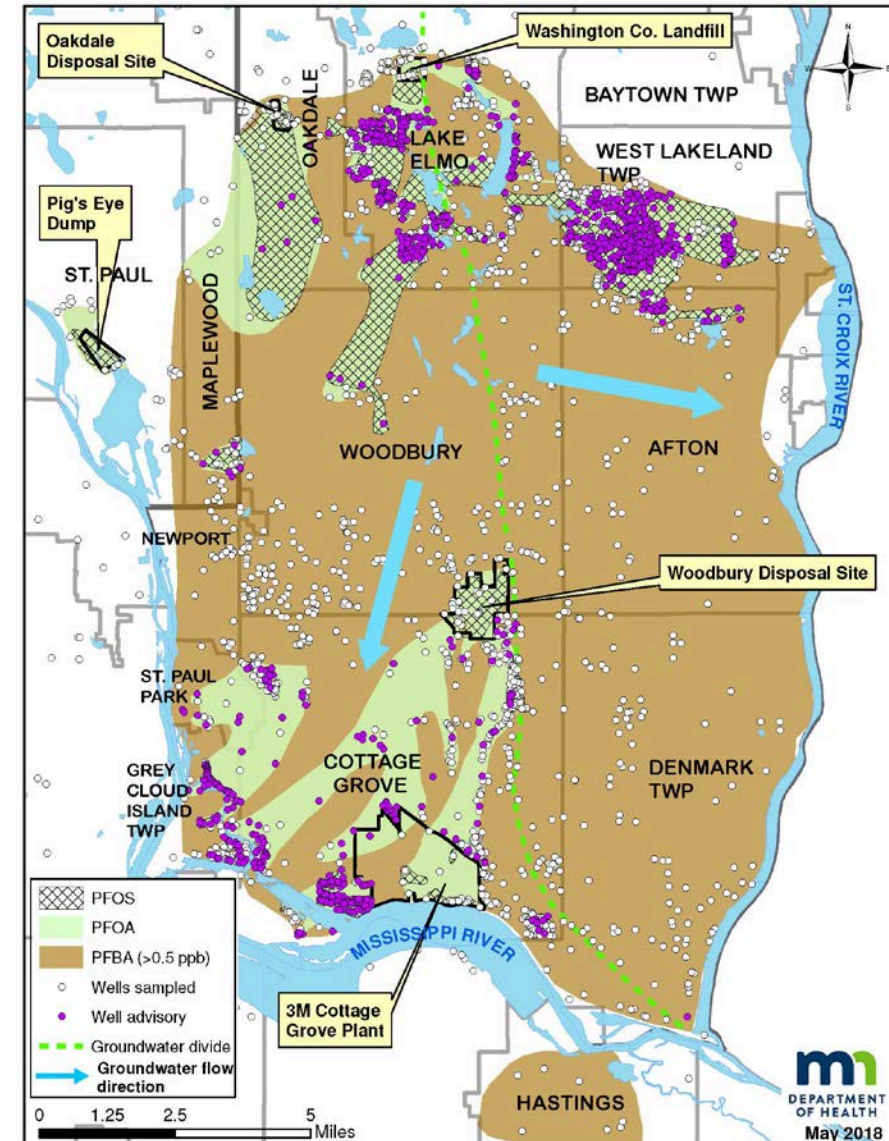 Oakdale
Disposal Site
Washington Co. Landfill
N
W
E
S
OAKDALE
BAYTOWN TWP
LAKE
ELMO
WEST LAKELAND
TWP
Pig's Eye
Dump
ST. PAUL
MAPLEWOOD
ST. CROIX RIVER
WOODBURY
AFTON
NEWPORT
Woodbury Disposal Site
ST. PAUL
PARK
COTTAGE
GROVE
DENMARK
TWP
GREY
CLOUD
ISLAND
TWP
MISSISSIPPI RIVER
3M Cottage
Grove Plant
HASTINGS
PFOS
PFOA
PFBA (>0.5 ppb)
Wells sampled
Well advisory
Groundwater divide
Groundwater flow
direction
0 1.25 2.5 5
Miles
mn
DEPARTMENT
OF HEALTH
May 2018